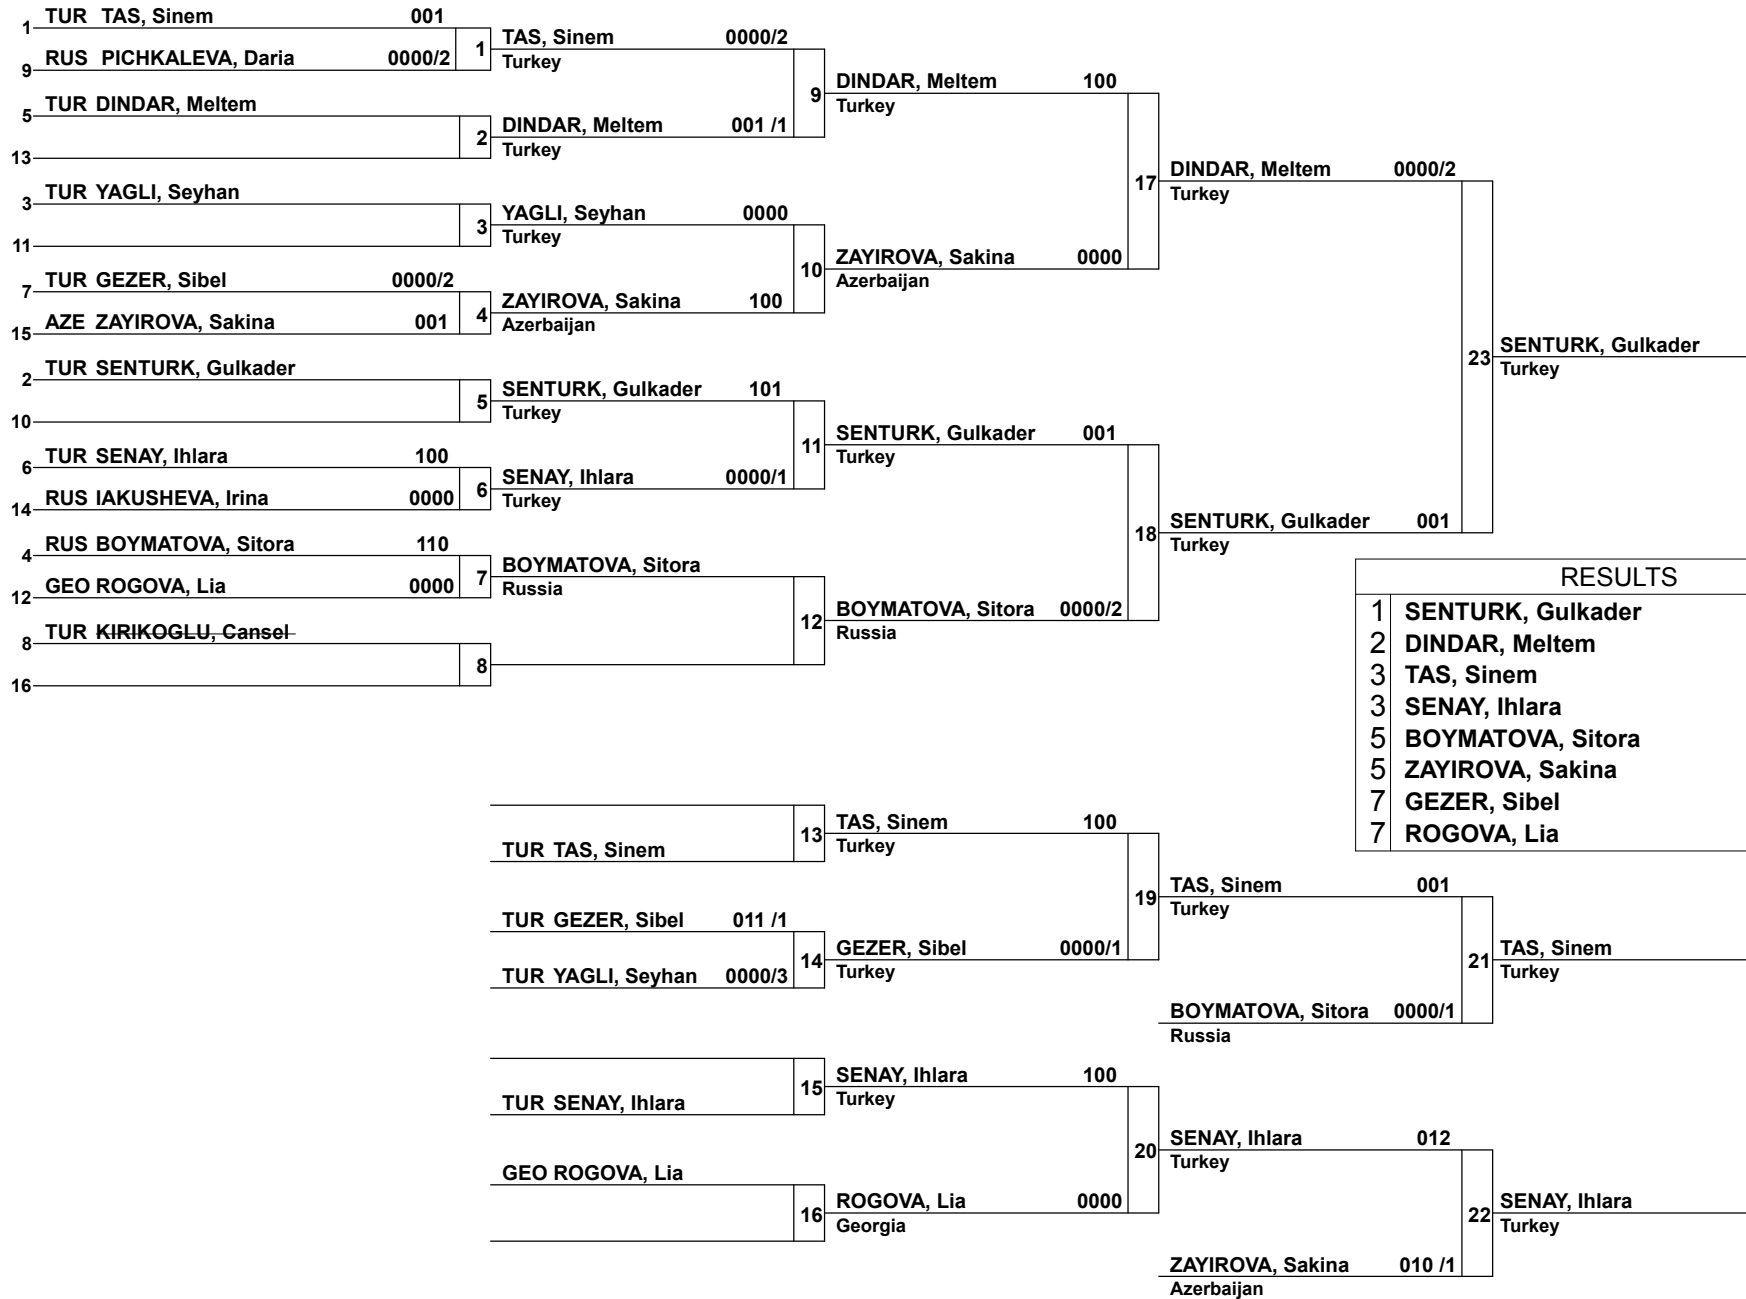 1 TUR TAS, Sinem 001
9 RUS PICHKALEVA, Daria 0000/2
1
5 TUR DINDAR, Meltem
13
2
3 TUR YAGLI, Seyhan
11
3
7 TUR GEZER, Sibel 0000/2
15 AZE ZAYIROVA, Sakina 001
4
2 TUR SENTURK, Gulkader
10
5
6 TUR SENAY, Ihlara 100
14 RUS IAKUSHEVA, Irina 0000
6
4 RUS BOYMATOVA, Sitora 110
12 GEO ROGOVA, Lia 0000
7
8 TUR KIRIKOGLU, Cansel
16
8
TAS, Sinem 0000/2
Turkey
DINDAR, Meltem 001 /1
Turkey
9
YAGLI, Seyhan 0000
Turkey
ZAYIROVA, Sakina 100
Azerbaijan
10
SENTURK, Gulkader 101
Turkey
SENAY, Ihlara 0000/1
Turkey
11
BOYMATOVA, Sitora
Russia
12
DINDAR, Meltem 100
Turkey
ZAYIROVA, Sakina 0000
Azerbaijan
17
SENTURK, Gulkader 001
Turkey
BOYMATOVA, Sitora 0000/2
Russia
18
DINDAR, Meltem 0000/2
Turkey
SENTURK, Gulkader 001
Turkey
23
SENTURK, Gulkader
Turkey
RESULTS
1 SENTURK, Gulkader
2 DINDAR, Meltem
3 TAS, Sinem
3 SENAY, Ihlara
5 BOYMATOVA, Sitora
5 ZAYIROVA, Sakina
7 GEZER, Sibel
7 ROGOVA, Lia
TUR TAS, Sinem
13
TUR GEZER, Sibel 011 /1
TUR YAGLI, Seyhan 0000/3
14
TUR SENAY, Ihlara
15
GEO ROGOVA, Lia
16
TAS, Sinem 100
Turkey
GEZER, Sibel 0000/1
Turkey
19
SENAY, Ihlara 100
Turkey
ROGOVA, Lia 0000
Georgia
20
TAS, Sinem 001
Turkey
BOYMATOVA, Sitora 0000/1
Russia
21
SENAY, Ihlara 012
Turkey
ZAYIROVA, Sakina 010 /1
Azerbaijan
22
TAS, Sinem
Turkey
SENAY, Ihlara
Turkey